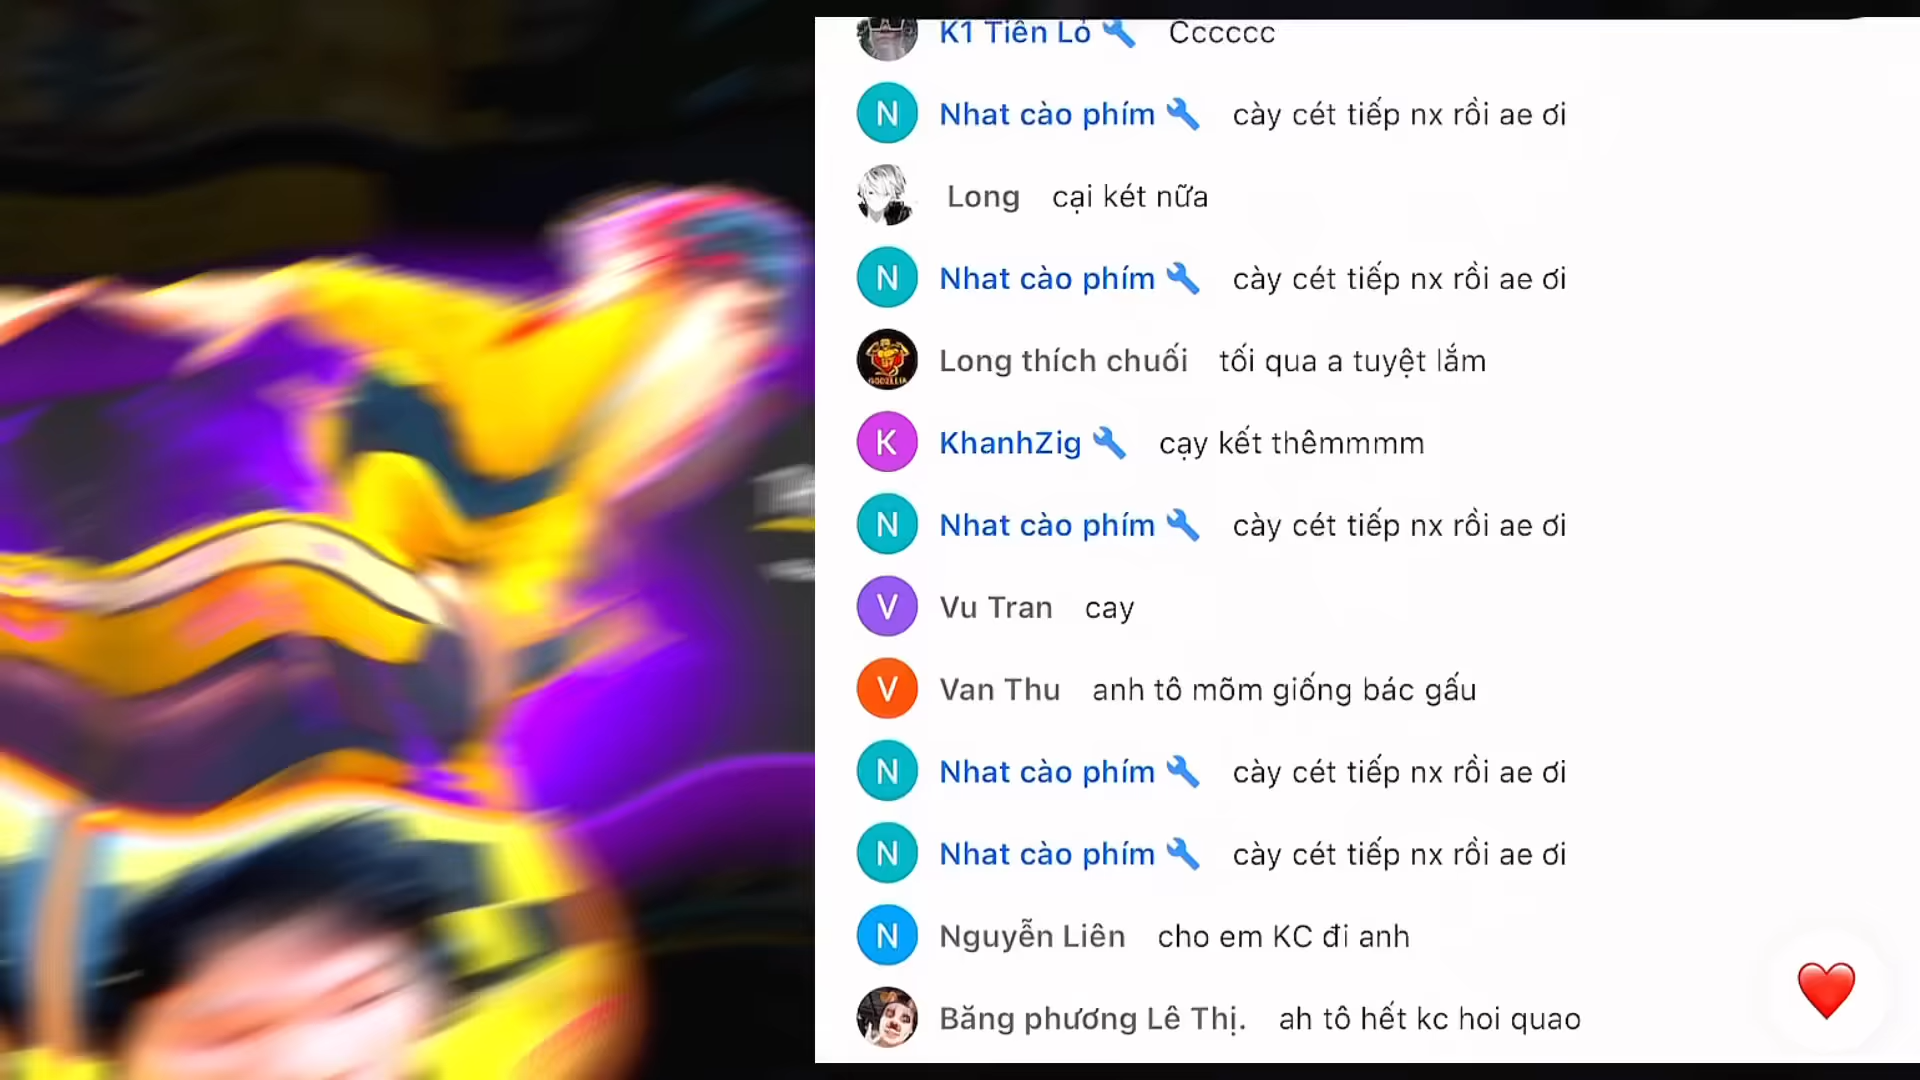 K1 Tiên Lỏ 🔧 Cccccc
N Nhat cào phím 🔧 cày cét tiếp nx rồi ae ơi
Long cại két nữa
N Nhat cào phím 🔧 cày cét tiếp nx rồi ae ơi
Long thích chuối tối qua a tuyệt lắm
K KhanhZig 🔧 cạy kết thêmmmm
N Nhat cào phím 🔧 cày cét tiếp nx rồi ae ơi
V Vu Tran cay
V Van Thu anh tô mõm giống bác gấu
N Nhat cào phím 🔧 cày cét tiếp nx rồi ae ơi
N Nhat cào phím 🔧 cày cét tiếp nx rồi ae ơi
N Nguyễn Liên cho em KC đi anh
Băng phương Lê Thị. ah tô hết kc hoi quao